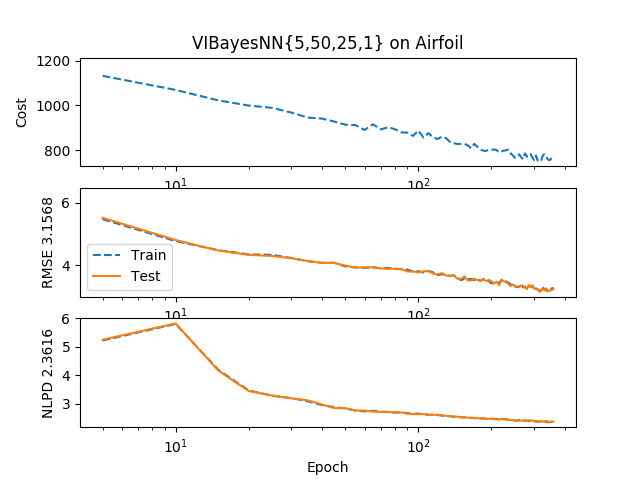 VIBayesNN{5,50,25,1} on Airfoil
1200
1000
800
Cost
10¹
10²
6
4
RMSE 3.1568
Train
Test
10¹
10²
6
5
4
3
NLPD 2.3616
10¹
10²
Epoch